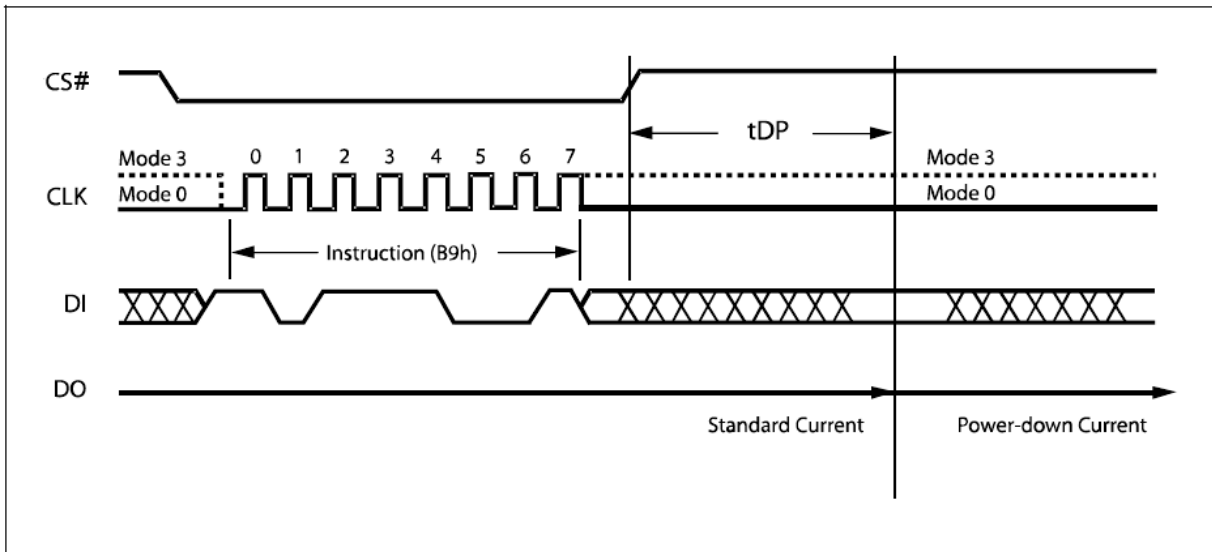 CS#
tDP
Mode 3 0 1 2 3 4 5 6 7 Mode 3
CLK Mode 0 Mode 0
Instruction (B9h)
DI
DO
Standard Current Power-down Current